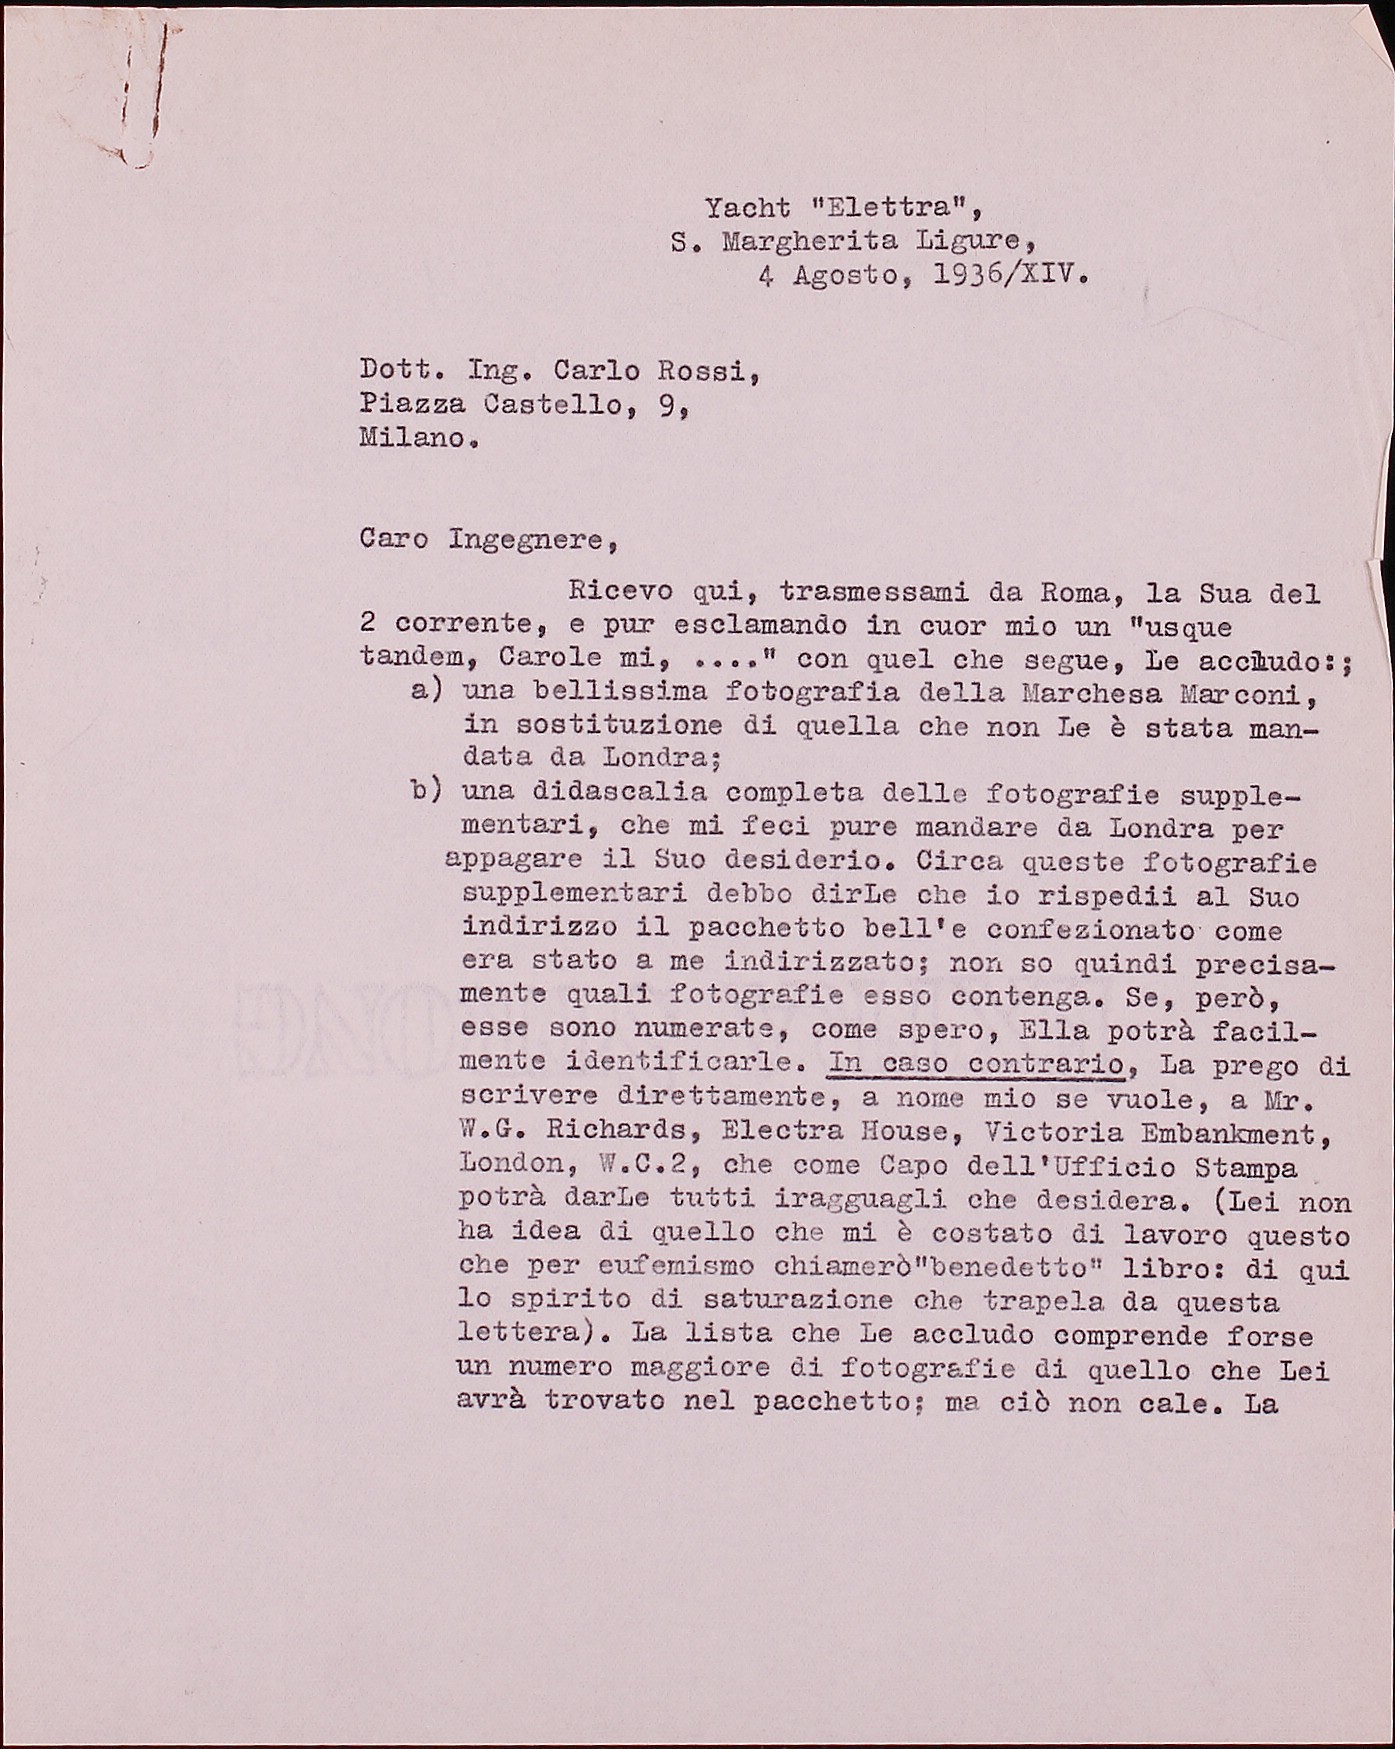 Yacht "Elettra",
S. Margherita Ligure,
4 Agosto, 1936/XIV.
Dott. Ing. Carlo Rossi,
Piazza Castello, 9,
Milano.
Caro Ingegnere,
Ricevo qui, trasmessami da Roma, la Sua del
2 corrente, e pur esclamando in cuor mio un "usque
tandem, Carole mi, ...." con quel che segue, Le accludo:;
a) una bellissima fotografia della Marchesa Marconi,
in sostituzione di quella che non Le è stata man-
data da Londra;
b) una didascalia completa delle fotografie supple-
mentari, che mi feci pure mandare da Londra per
appagare il Suo desiderio. Circa queste fotografie
supplementari debbo dirLe che io rispedii al Suo
indirizzo il pacchetto bell'e confezionato come
era stato a me indirizzato; non so quindi precisa-
mente quali fotografie esso contenga. Se, però,
esse sono numerate, come spero, Ella potrà facil-
mente identificarle. In caso contrario, La prego di
scrivere direttamente, a nome mio se vuole, a Mr.
W.G. Richards, Electra House, Victoria Embankment,
London, W.C.2, che come Capo dell'Ufficio Stampa
potrà darLe tutti iragguagli che desidera. (Lei non
ha idea di quello che mi è costato di lavoro questo
che per eufemismo chiamerò"benedetto" libro: di qui
lo spirito di saturazione che trapela da questa
lettera). La lista che Le accludo comprende forse
un numero maggiore di fotografie di quello che Lei
avrà trovato nel pacchetto; ma ciò non cale. La